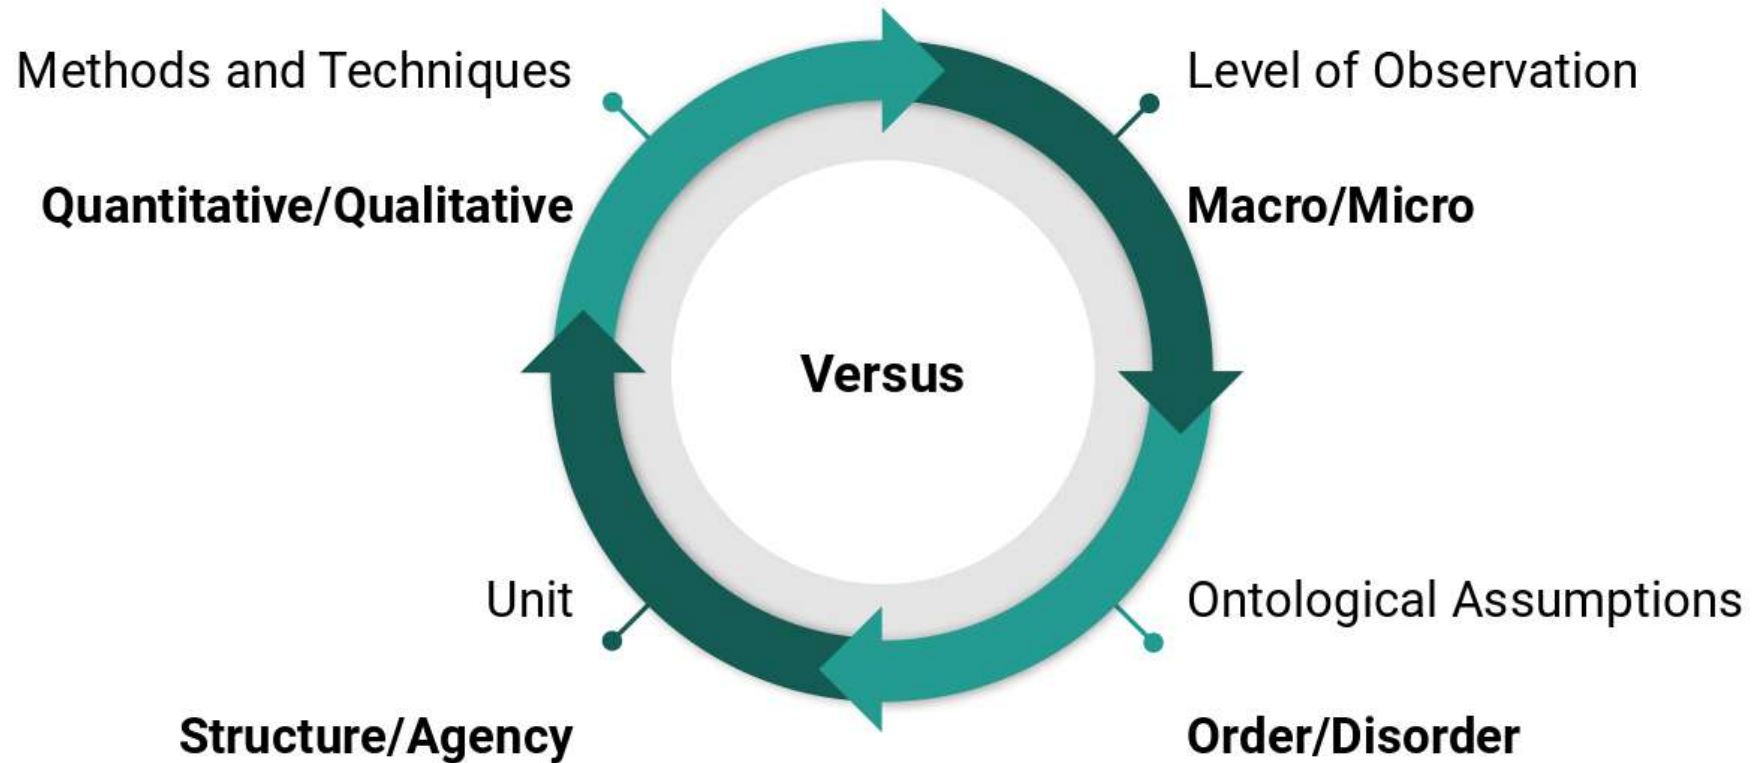 Methods and Techniques
Quantitative/Qualitative
Level of Observation
Macro/Micro
Versus
Unit
Structure/Agency
Ontological Assumptions
Order/Disorder